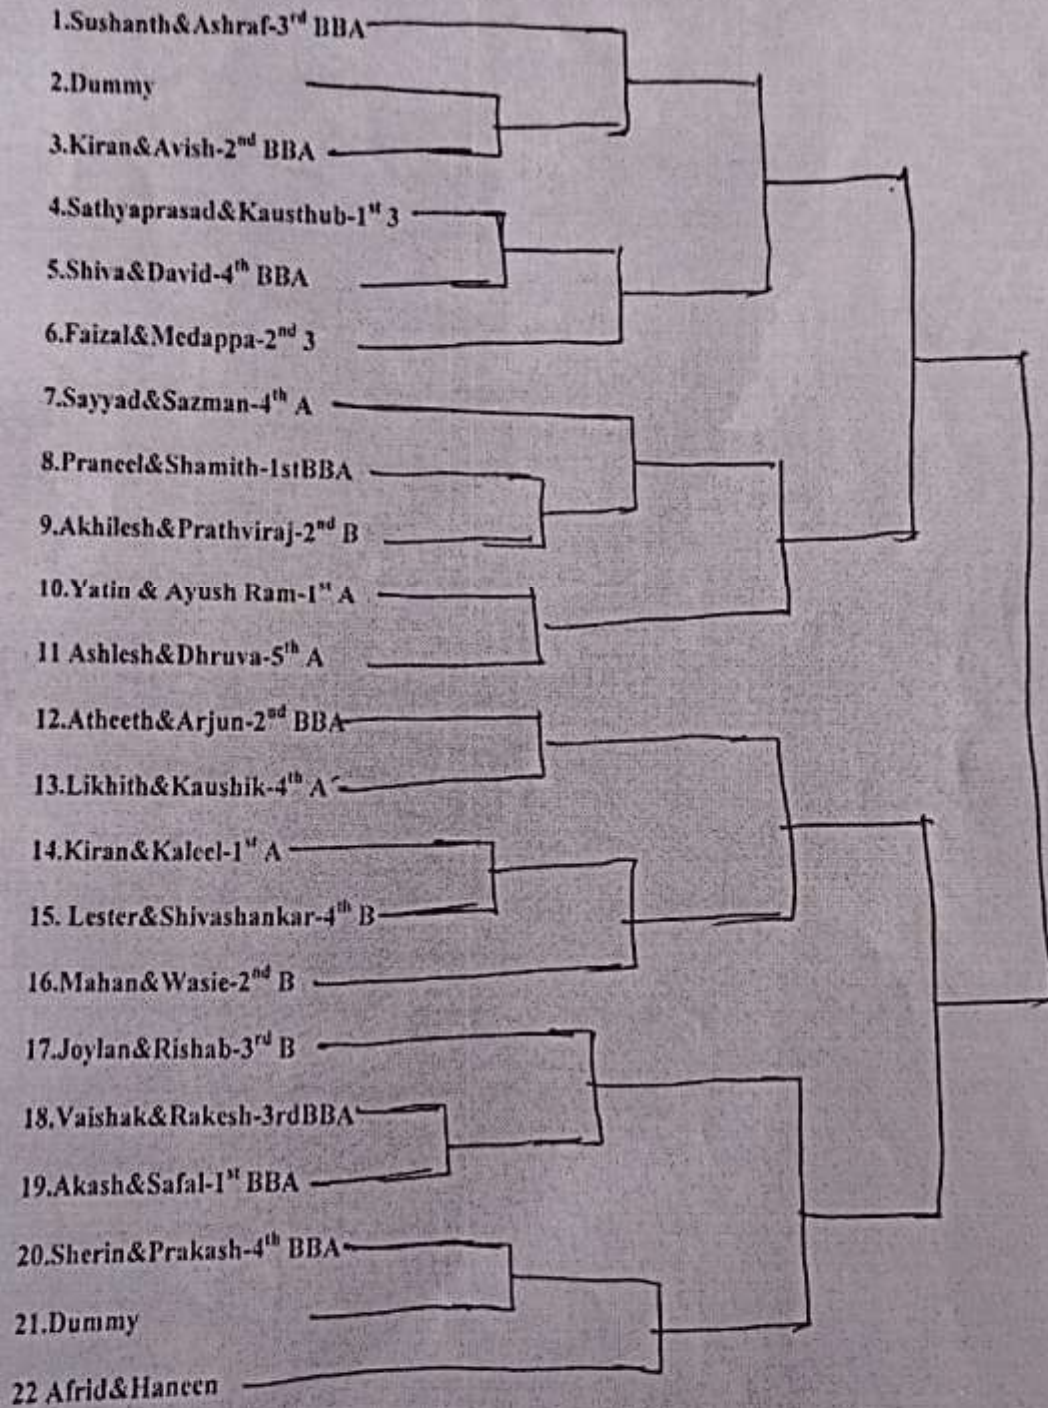 1.Sushanth&Ashraf-3rd BBA
2.Dummy
3.Kiran&Avish-2nd BBA
4.Sathyaprasad&Kausthub-1st 3
5.Shiva&David-4th BBA
6.Faizal&Medappa-2nd 3
7.Sayyad&Sazman-4th A
8.Praneel&Shamith-1stBBA
9.Akhilesh&Prathviraj-2nd B
10.Yatin & Ayush Ram-1st A
11 Ashlesh&Dhruva-5th A
12.Atheeth&Arjun-2nd BBA
13.Likhith&Kaushik-4th A
14.Kiran&Kaleel-1st A
15. Lester&Shivashankar-4th B
16.Mahan&Wasie-2nd B
17.Joylan&Rishab-3rd B
18.Vaishak&Rakesh-3rdBBA
19.Akash&Safal-1st BBA
20.Sherin&Prakash-4th BBA
21.Dummy
22 Afrid&Haneen